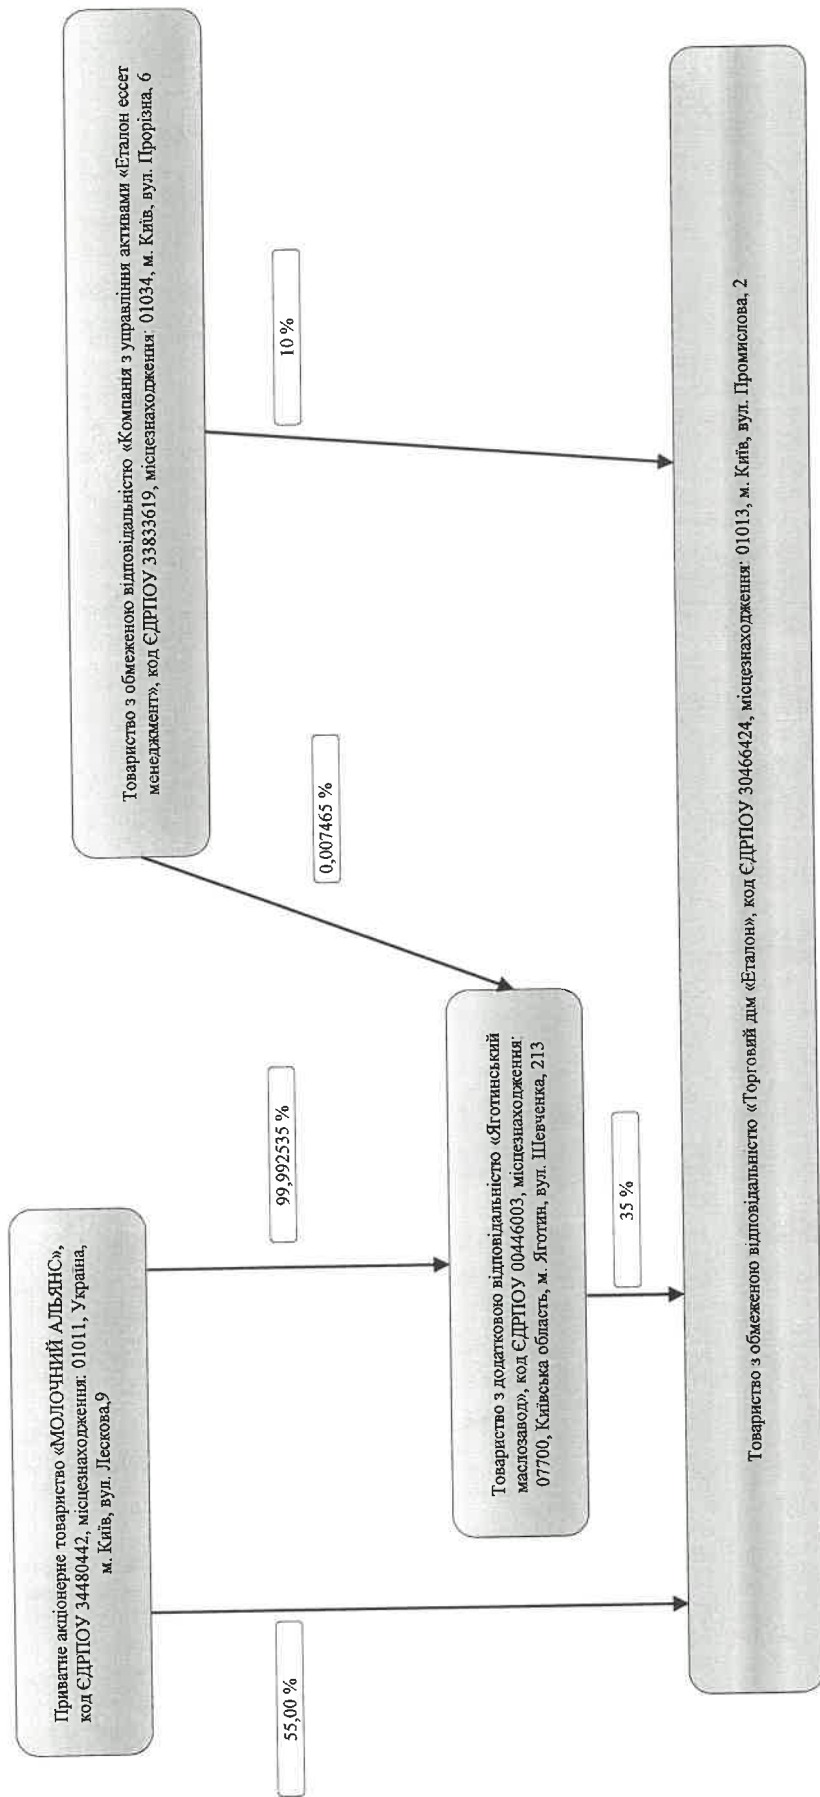 Приватне акціонерне товариство «МОЛОЧНИЙ АЛЬЯНС»,
код ЄДРПОУ 34480442, місцезнаходження: 01011, Україна,
м. Київ, вул. Лескова,9
Товариство з обмеженою відповідальністю «Компанія з управління активами «Еталон ессет
менеджмент», код ЄДРПОУ 33833619, місцезнаходження: 01034, м. Київ, вул. Прорізна, 6
55,00 %
99,992535 %
0,007465 %
10 %
Товариство з додатковою відповідальністю «Яготинський
маслозавод», код ЄДРПОУ 00446003, місцезнаходження:
07700, Київська область, м. Яготин, вул. Шевченка, 213
35 %
Товариство з обмеженою відповідальністю «Торговий дім «Еталон», код ЄДРПОУ 30466424, місцезнаходження: 01013, м. Київ, вул. Промислова, 2